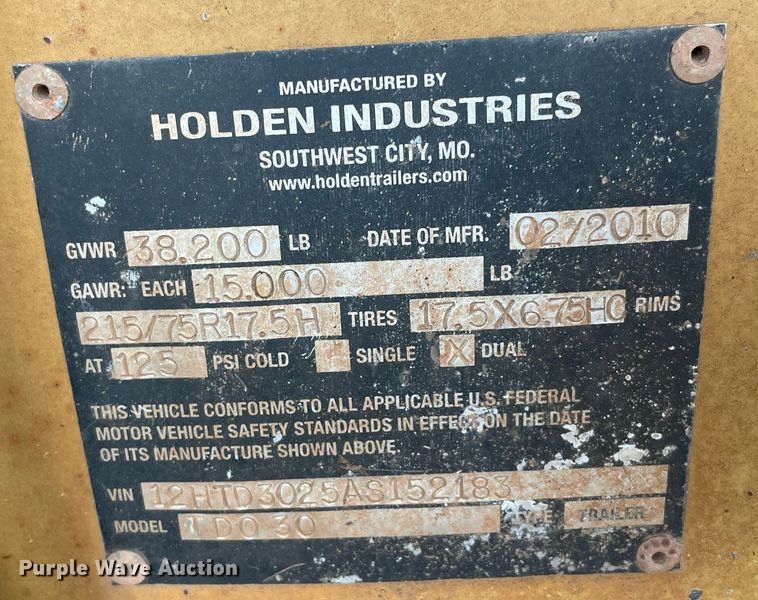 MANUFACTURED BY
HOLDEN INDUSTRIES
SOUTHWEST CITY, MO.
www.holdentrailers.com
GVWR 38.200 LB DATE OF MFR. 02/2010
GAWR: EACH 15.000 LB
215/75R17.5H TIRES 17.5X6.75HC RIMS
AT 125 PSI COLD SINGLE X DUAL
THIS VEHICLE CONFORMS TO ALL APPLICABLE U.S. FEDERAL
MOTOR VEHICLE SAFETY STANDARDS IN EFFECT ON THE DATE
OF ITS MANUFACTURE SHOWN ABOVE.
VIN 12HTD3025AS152183
MODEL TDO 30 TYPE TRAILER
Purple Wave Auction